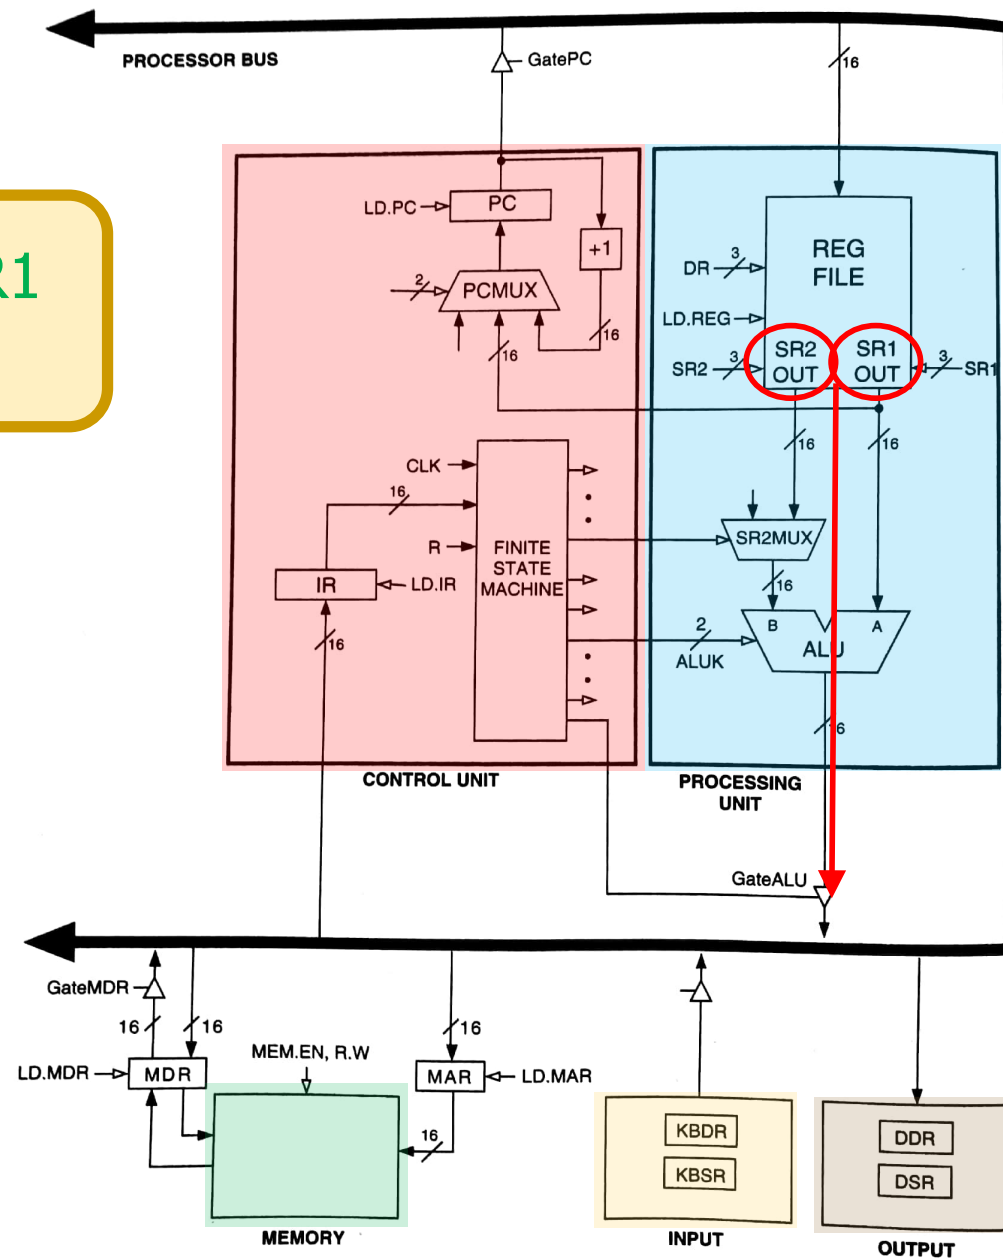 PROCESSOR BUS
GatePC
16
R1
LD.PC
PC
+1
2
PCMUX
16
16
REG
FILE
DR
3
LD.REG
SR2
3
SR2
OUT
SR1
OUT
3
SR1
16
16
CLK
16
R
FINITE
STATE
MACHINE
IR
LD.IR
16
SR2MUX
16
B
A
ALU
2
ALUK
16
CONTROL UNIT
PROCESSING
UNIT
GateALU
GateMDR
16
16
16
LD.MDR
MDR
MEM.EN, R.W
MAR
LD.MAR
16
KBDR
KBSR
DDR
DSR
MEMORY
INPUT
OUTPUT